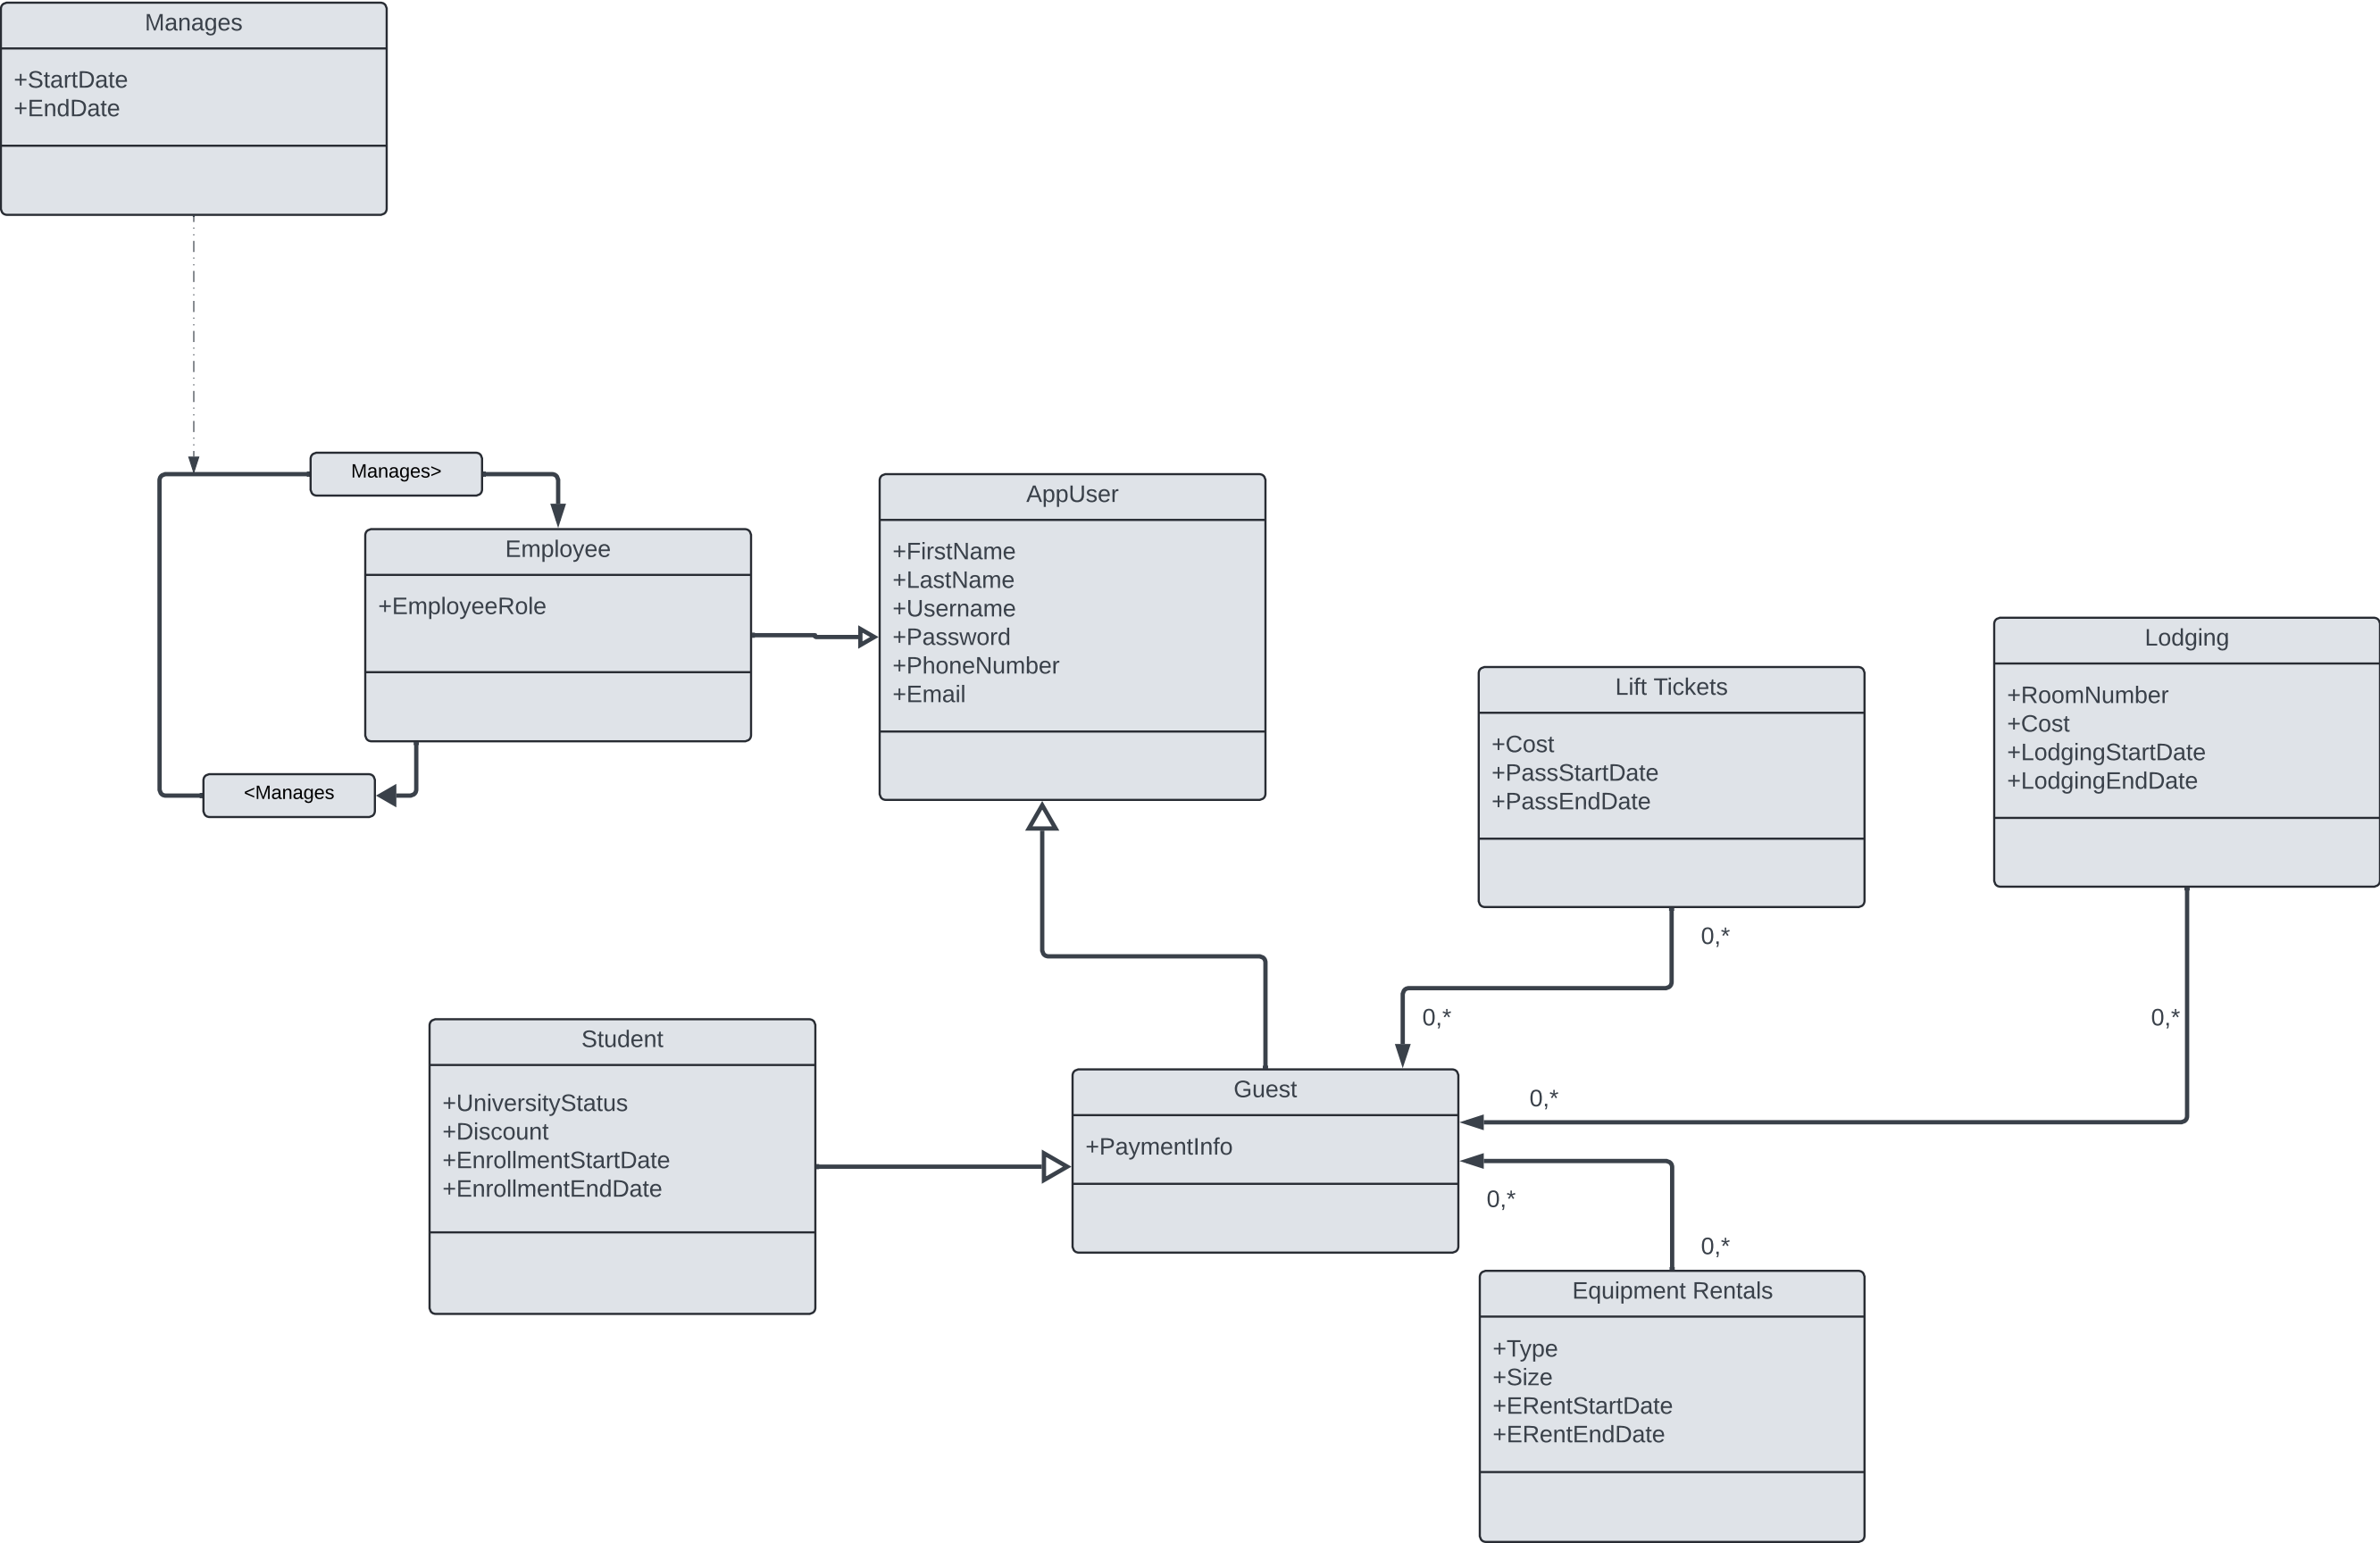 Manages
+StartDate
+EndDate
Manages>
Employee
+EmployeeRole
<Manages
AppUser
+FirstName
+LastName
+Username
+Password
+PhoneNumber
+Email
Lift Tickets
+Cost
+PassStartDate
+PassEndDate
Lodging
+RoomNumber
+Cost
+LodgingStartDate
+LodgingEndDate
0,*
0,*
0,*
0,*
Student
+UniversityStatus
+Discount
+EnrollmentStartDate
+EnrollmentEndDate
Guest
+PaymentInfo
0,*
0,*
Equipment Rentals
+Type
+Size
+ERentStartDate
+ERentEndDate